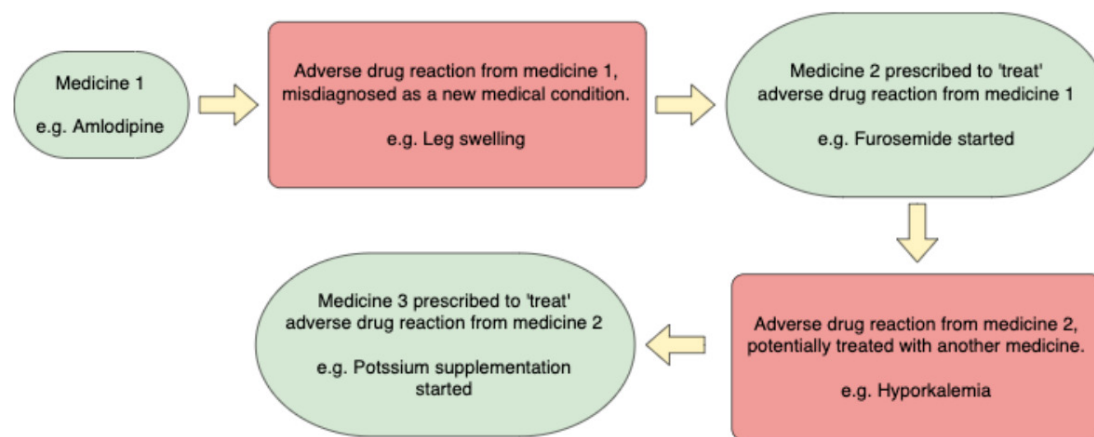 Medicine 1
e.g. Amlodipine
Adverse drug reaction from medicine 1,
misdiagnosed as a new medical condition.
e.g. Leg swelling
Medicine 2 prescribed to 'treat'
adverse drug reaction from medicine 1
e.g. Furosemide started
Adverse drug reaction from medicine 2,
potentially treated with another medicine.
e.g. Hyporkalemia
Medicine 3 prescribed to 'treat'
adverse drug reaction from medicine 2
e.g. Potssium supplementation
started